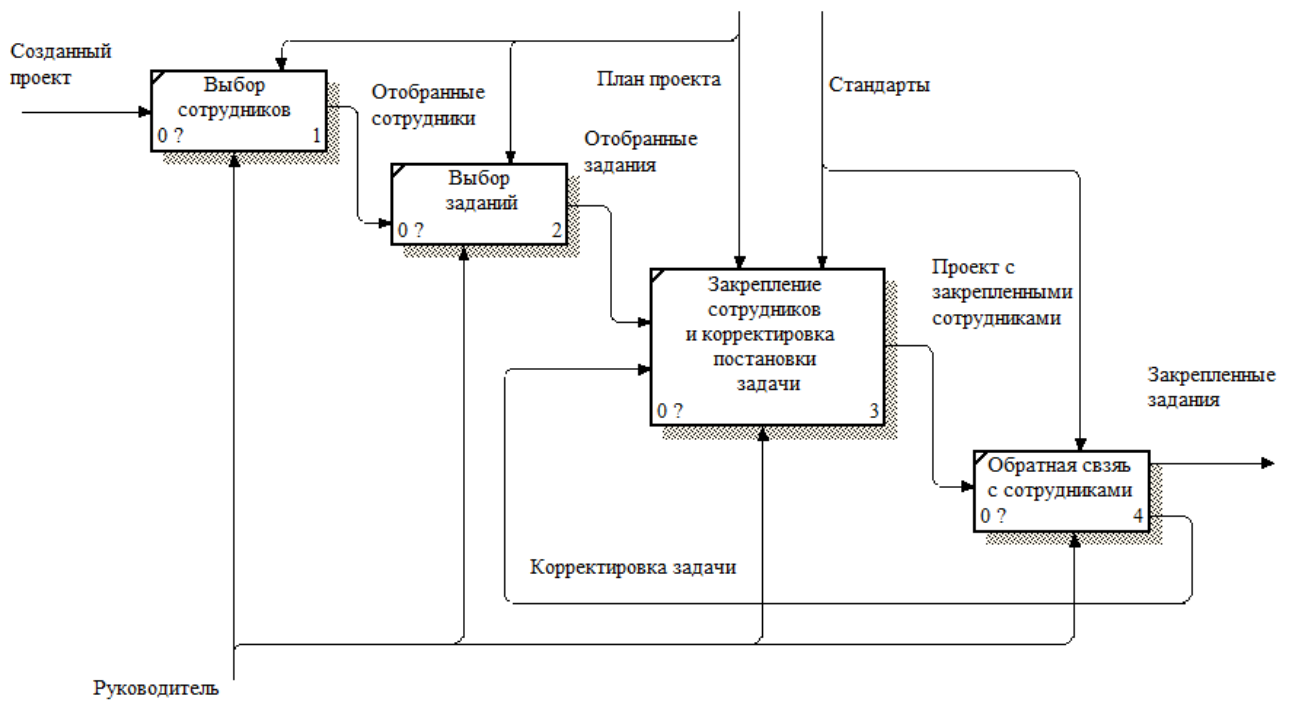 Созданный
проект
Выбор
сотрудников
0 ?
1
Отобранные
сотрудники
План проекта
Стандарты
Отобранные
задания
Выбор
заданий
0 ?
2
Закрепление
сотрудников
и корректировка
постановки
задачи
0 ?
3
Проект с
закрепленными
сотрудниками
Закрепленные
задания
Обратная свзяь
с сотрудниками
0 ?
4
Корректировка задачи
Руководитель